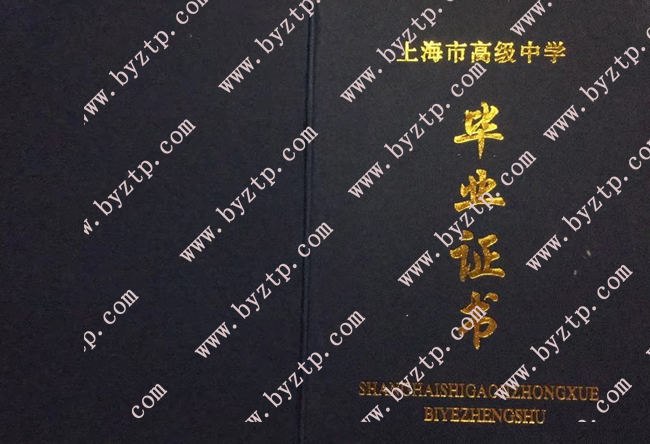 上海市高级中学
毕业证书
SHANGHAISHIGAOJIZHONGXUE
BIYEZHENGSHU
www.byztp.com